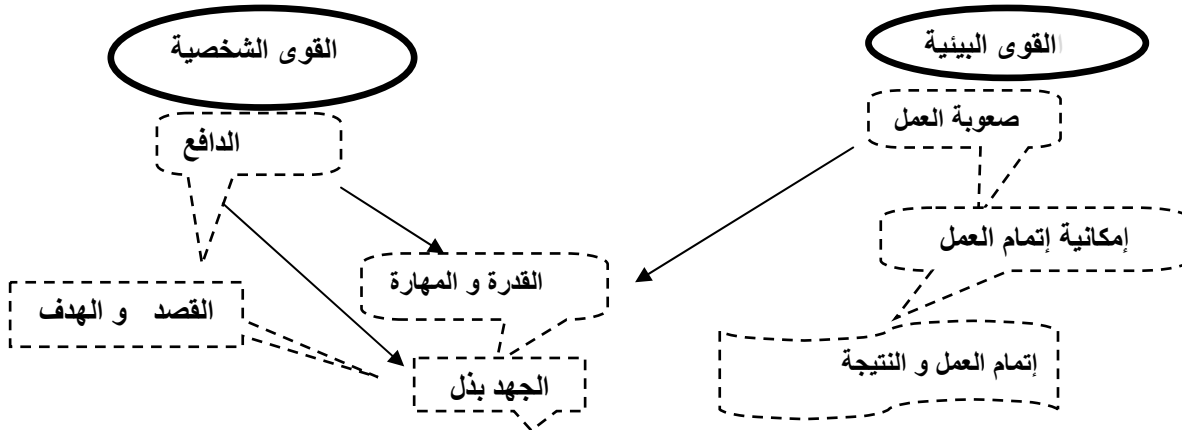 القوى البيئية
القوى الشخصية
صعوبة العمل
الدافع
إمكانية إتمام العمل
القدرة و المهارة
القصد و الهدف
إتمام العمل و النتيجة
الجهد بذل